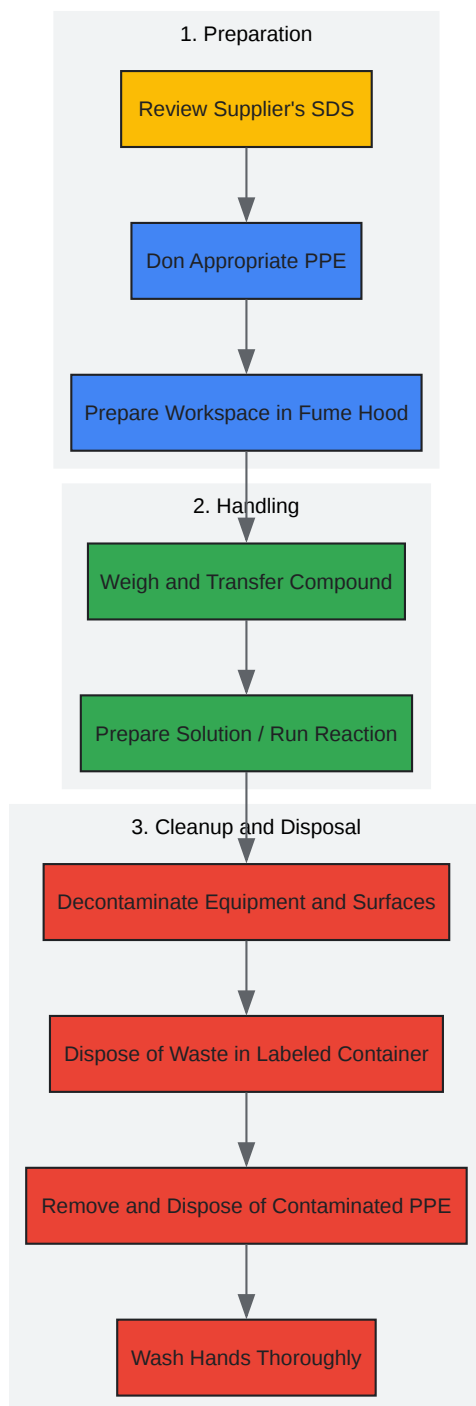 1. Preparation
Review Supplier's SDS
Don Appropriate PPE
Prepare Workspace in Fume Hood
2. Handling
Weigh and Transfer Compound
Prepare Solution / Run Reaction
3. Cleanup and Disposal
Decontaminate Equipment and Surfaces
Dispose of Waste in Labeled Container
Remove and Dispose of Contaminated PPE
Wash Hands Thoroughly